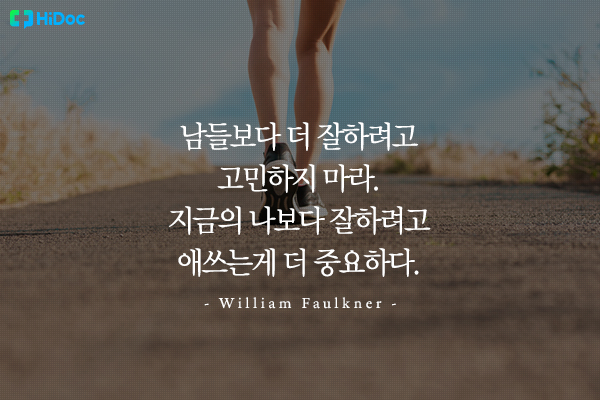 HiDoc
남들보다 더 잘하려고
고민하지 마라.
지금의 나보다 잘하려고
애쓰는게 더 중요하다.
- William Faulkner -